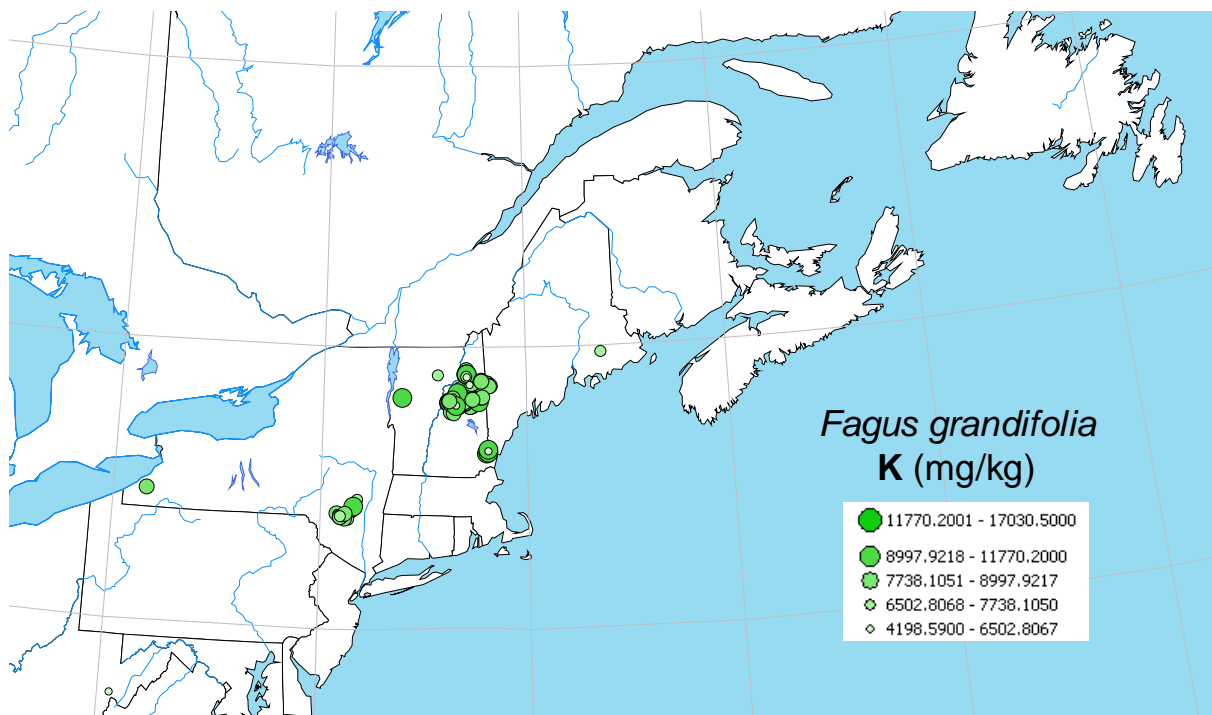 Fagus grandifolia
K (mg/kg)
11770.2001 - 17030.5000
8997.9218 - 11770.2000
7738.1051 - 8997.9217
6502.8068 - 7738.1050
4198.5900 - 6502.8067